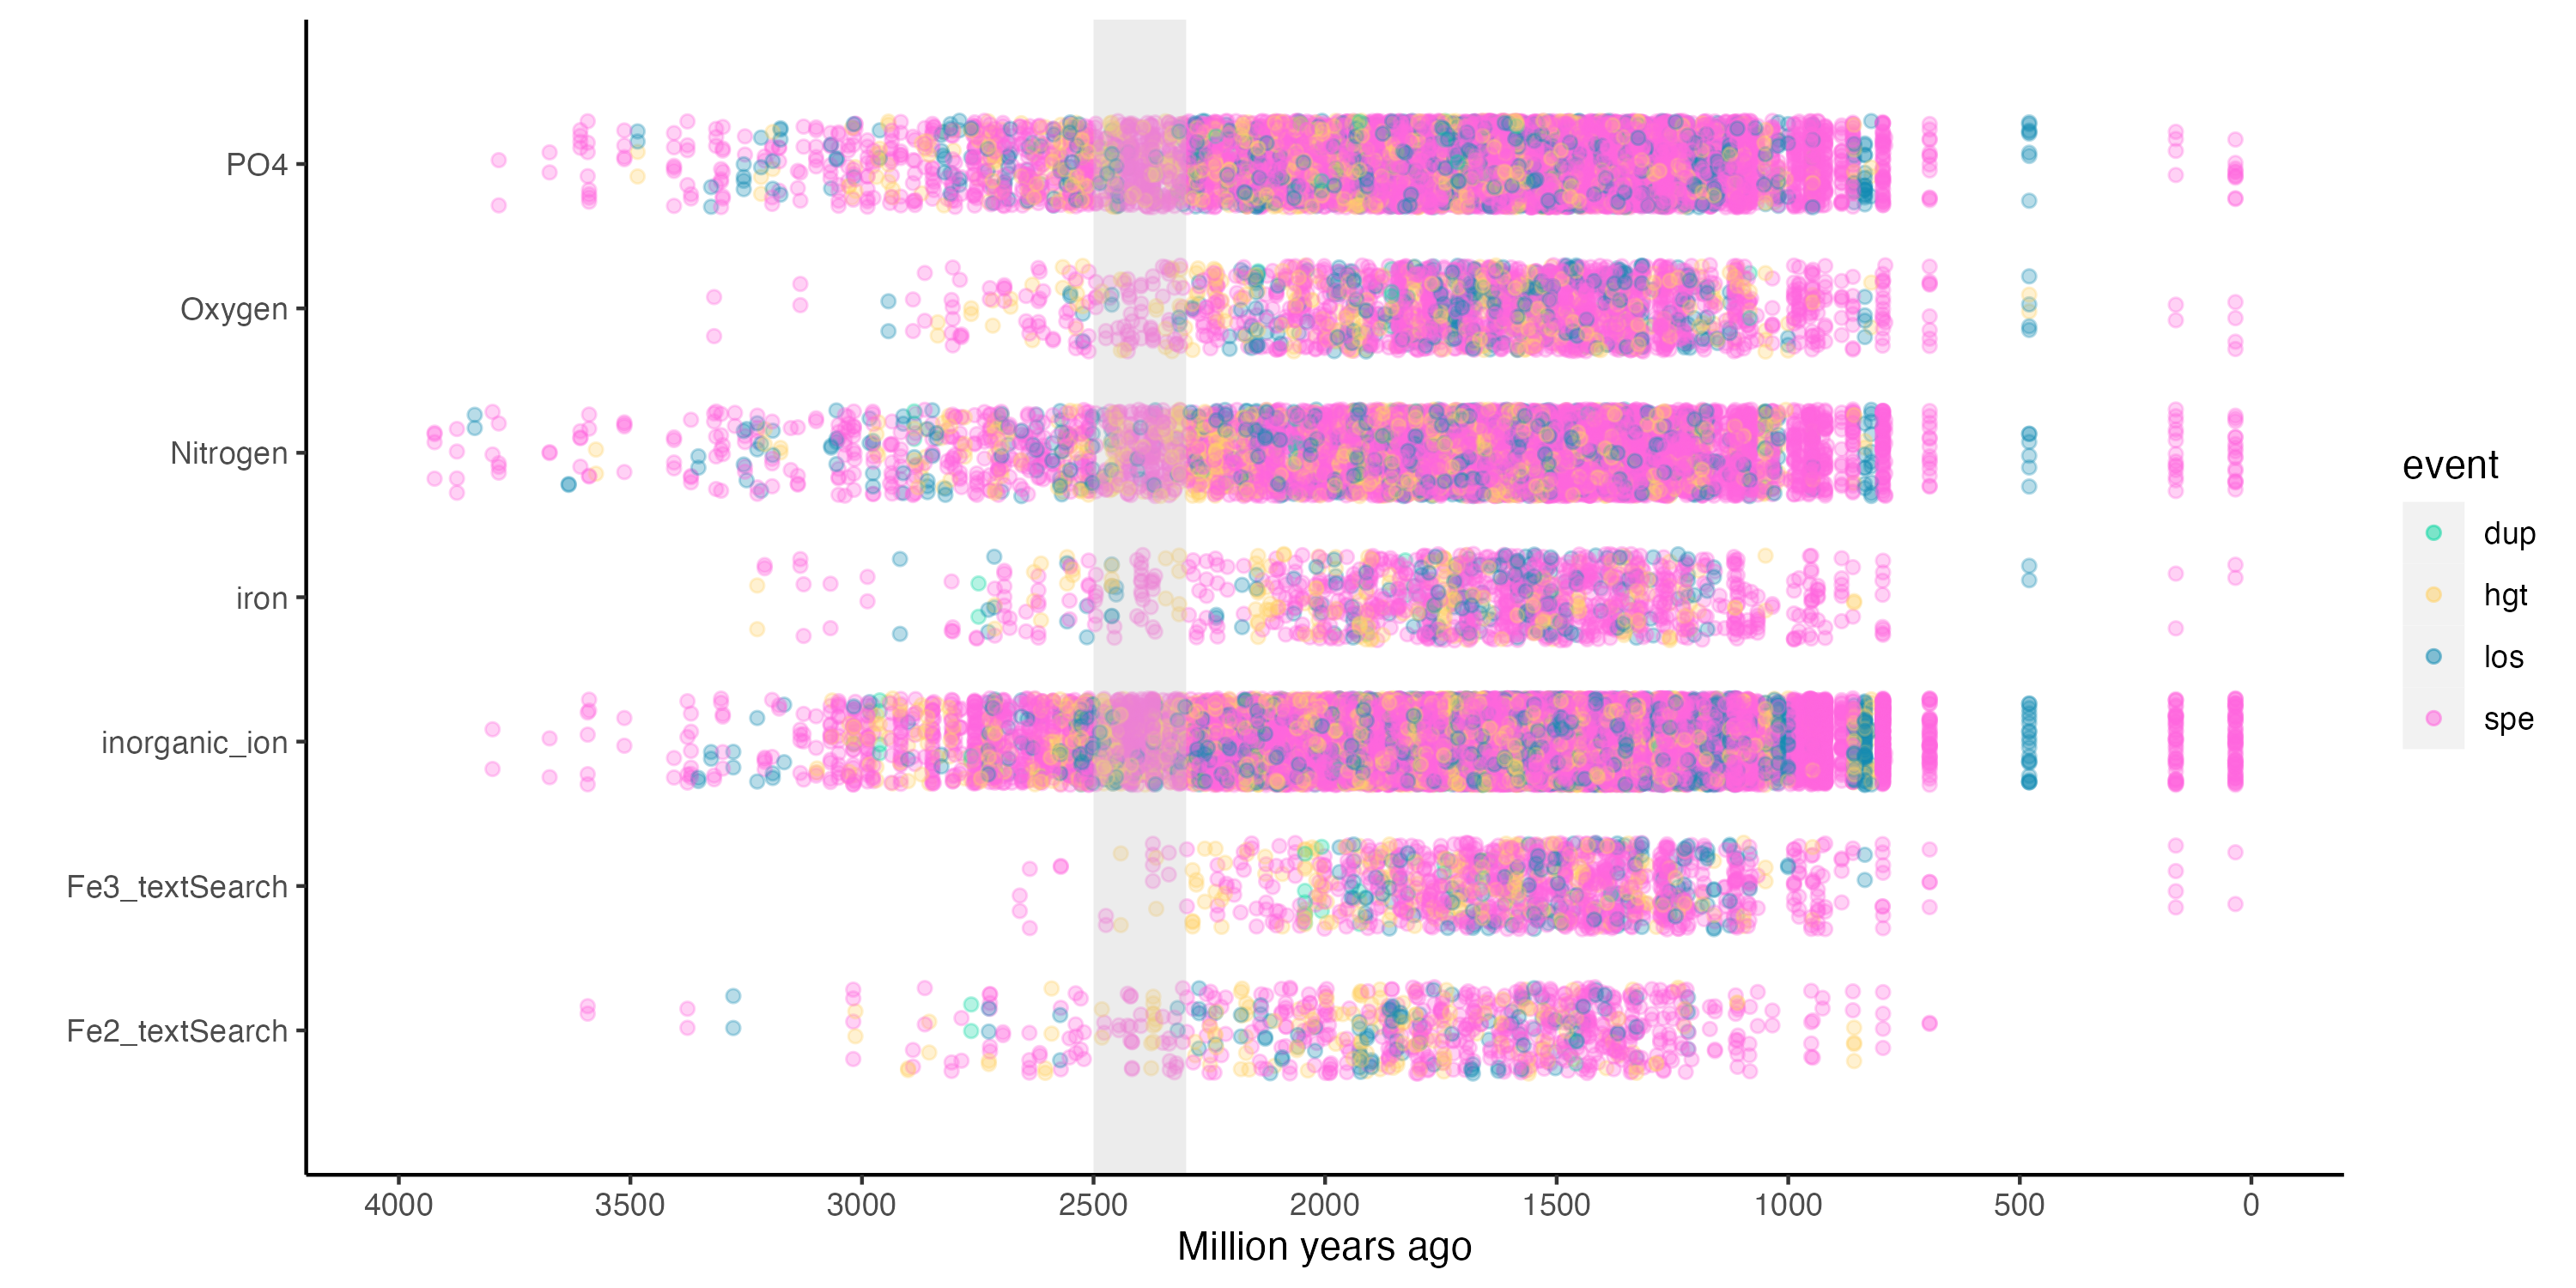 PO4
Oxygen
Nitrogen
iron
inorganic_ion
Fe3_textSearch
Fe2_textSearch
4000 3500 3000 2500 2000 1500 1000 500 0
Million years ago
event
dup
hgt
los
spe